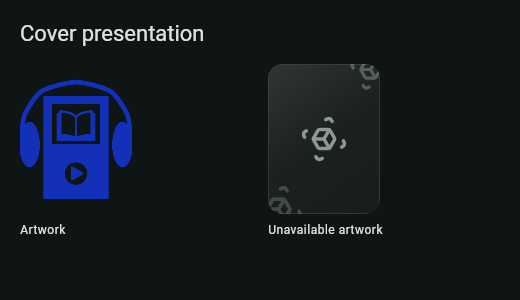 Cover presentation
Artwork
Unavailable artwork